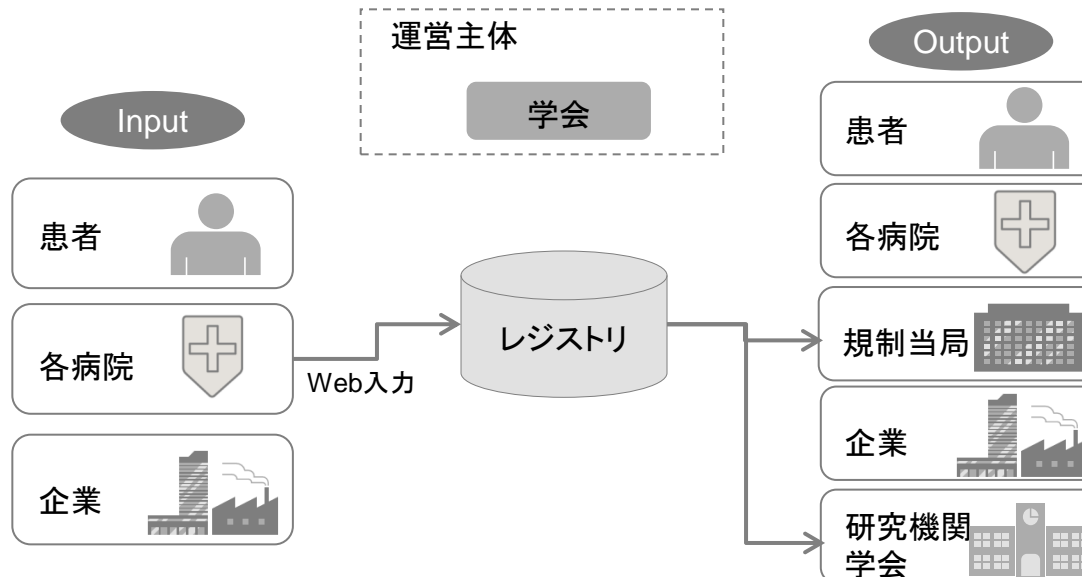 運営主体
学会
Input
患者
各病院
企業
Web入力
レジストリ
Output
患者
各病院
規制当局
企業
研究機関
学会